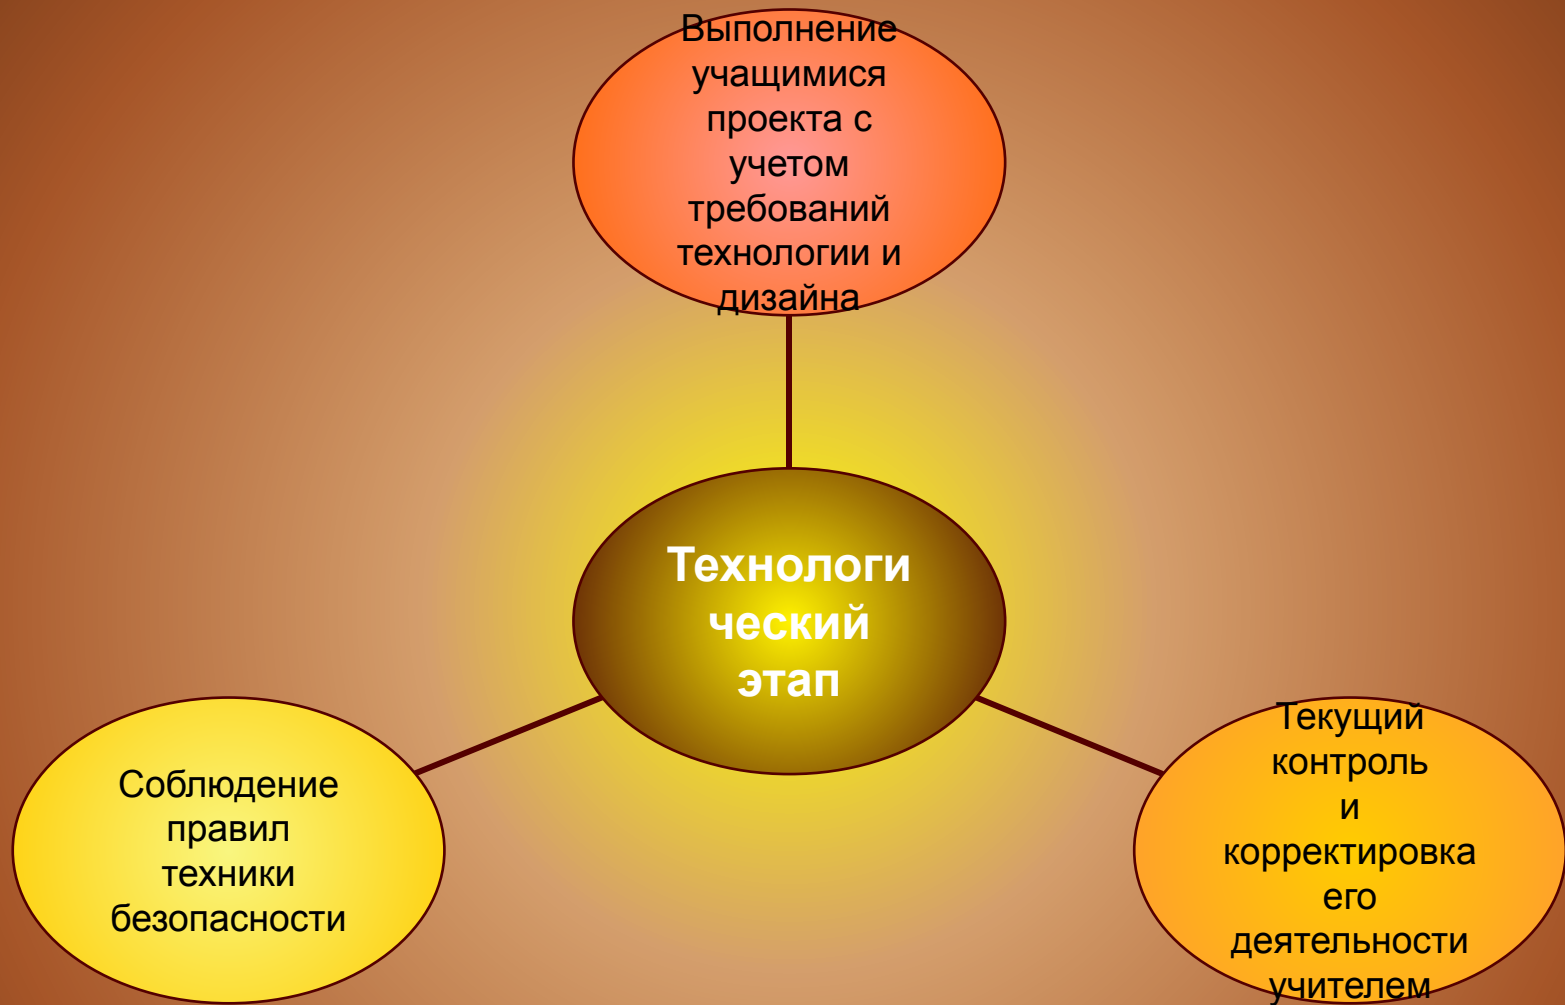 Выполнение
учащимися
проекта с
учетом
требований
технологии и
дизайна
Технологи
ческий
этап
Соблюдение
правил
техники
безопасности
Текущий
контроль
и
корректировка
его
деятельности
учителем